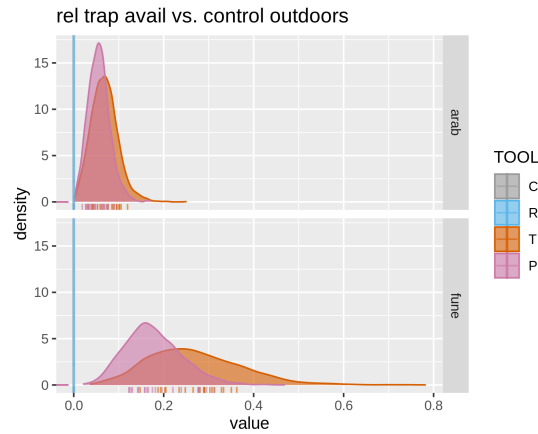 rel trap avail vs. control outdoors
density
15
10
5
0
arab
15
10
5
0
fune
0.0 0.2 0.4 0.6 0.8
value
TOOL
C
R
T
P